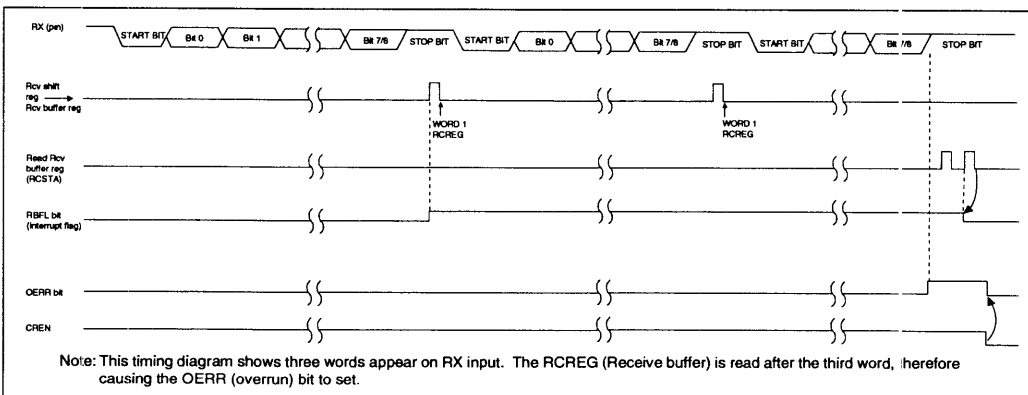 RX (pin)
START BIT Bit 0 Bit 1 Bit 7/8 STOP BIT START BIT Bit 0 Bit 7/8 STOP BIT START BIT Bit 7/8 STOP BIT
Rcv shift
reg
Rcv buffer reg
WORD 1
RCREG
WORD 1
RCREG
Read Rcv
buffer reg
(RCSTA)
RBFL bit
(interrupt flag)
OERR bit
CREN
Note: This timing diagram shows three words appear on RX input. The RCREG (Receive buffer) is read after the third word, herefore
causing the OERR (overrun) bit to set.